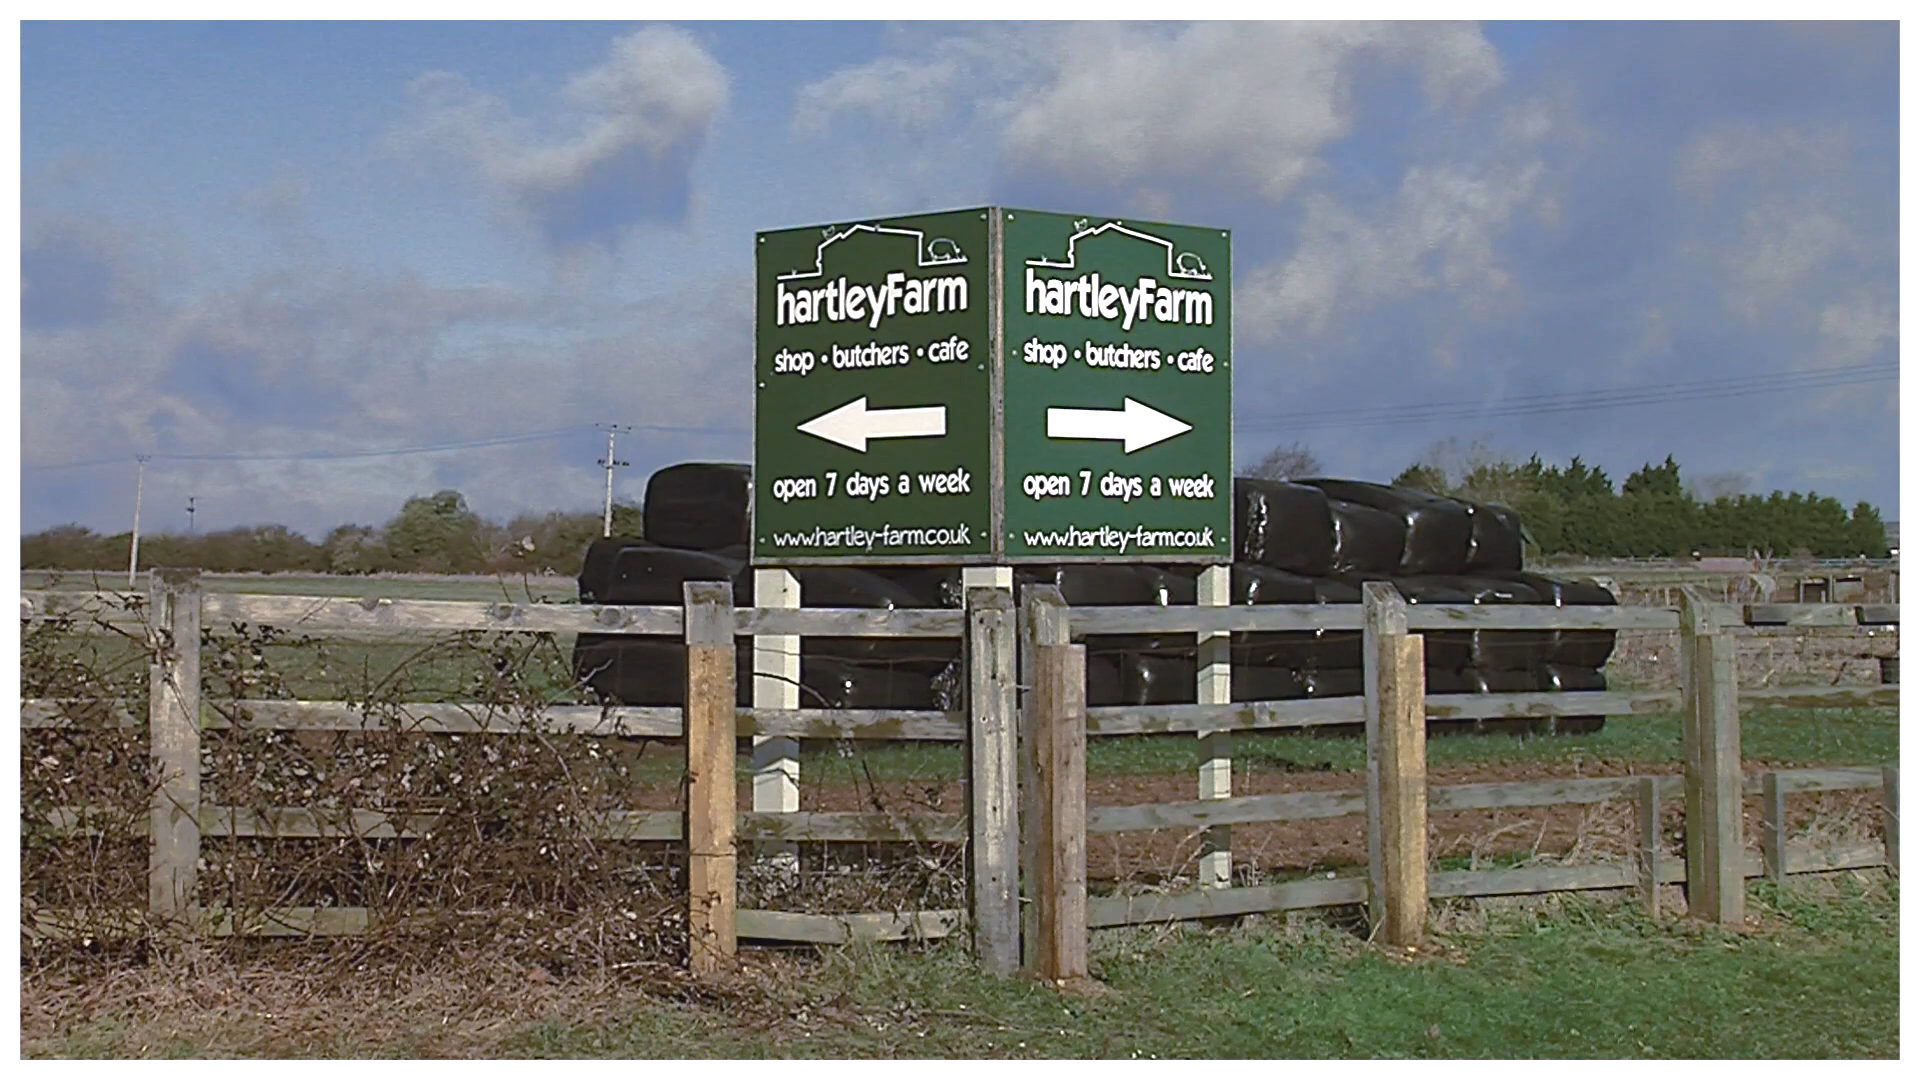 hartleyFarm
shop • butchers • cafe
open 7 days a week
www.hartley-farm.co.uk
hartleyFarm
shop • butchers • cafe
open 7 days a week
www.hartley-farm.co.uk